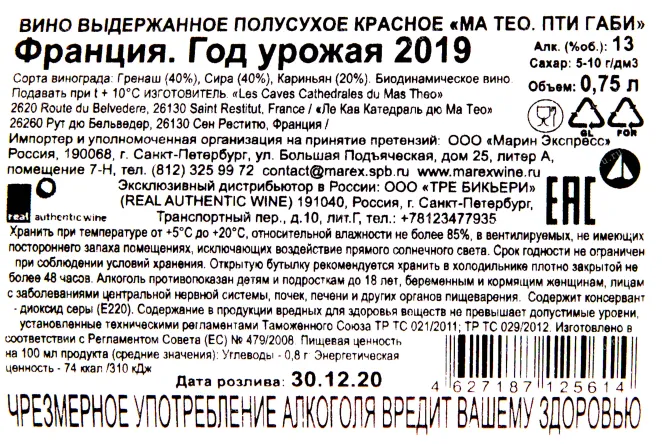 ВИНО ВЫДЕРЖАННОЕ ПОЛУСУХОЕ КРАСНОЕ «МА ТЕО. ПТИ ГАБИ»
Франция. Год урожая 2019
Алк. (%об.): 13
Сахар: 5-10 г/дм3
Объем: 0,75 л
Сорта винограда: Гренаш (40%), Сира (40%), Кариньян (20%). Биодинамическое вино.
Подавать при t + 10°C ИЗГОТОВИТЕЛЬ: «Les Caves Cathedrales du Mas Theo»
2620 Route du Belvedere, 26130 Saint Restitut, France / «Ле Кав Катедраль дю Ма Тео»
26260 Рут дю Бельведер, 26130 Сен Реститю, Франция /
GL
FOR
Импортер и уполномоченная организация на принятие претензий: ООО «Марин Экспресс»
Россия, 190068, г. Санкт-Петербург, ул. Большая Подъяческая, дом 25, литер А,
помещение 7-Н, тел. (812) 325 99 72 contact@marex.spb.ru www.marexwine.ru
Эксклюзивный дистрибьютор в России: ООО «ТРЕ БИКЬЕРИ»
(REAL AUTHENTIC WINE) 191040, Россия, г. Санкт-Петербург,
real authentic wine Транспортный пер., д.10, лит.Г, тел.: +78123477935
EAC
Хранить при температуре от +5°C до +20°C, относительной влажности не более 85%, в вентилируемых, не имеющих
постороннего запаха помещениях, исключающих воздействие прямого солнечного света. Срок годности не ограничен
при соблюдении условий хранения. Открытую бутылку рекомендуется хранить в холодильнике плотно закрытой не
более 48 часов. Алкоголь противопоказан детям и подросткам до 18 лет, беременным и кормящим женщинам, лицам
с заболеваниями центральной нервной системы, почек, печени и других органов пищеварения. Содержит консервант
- диоксид серы (Е220). Содержание в продукции вредных для здоровья веществ не превышает допустимые уровни,
установленные техническими регламентами Таможенного Союза ТР ТС 021/2011; ТР ТС 029/2012. Изготовлено в
соответствии с Регламентом Совета (ЕС) № 479/2008. Пищевая ценность
на 100 мл продукта (средние значения): Углеводы - 0,8 г. Энергетическая
ценность - 74 ккал /310 кДж
Дата розлива: 30.12.20
4 627187 125614
ЧРЕЗМЕРНОЕ УПОТРЕБЛЕНИЕ АЛКОГОЛЯ ВРЕДИТ ВАШЕМУ ЗДОРОВЬЮ